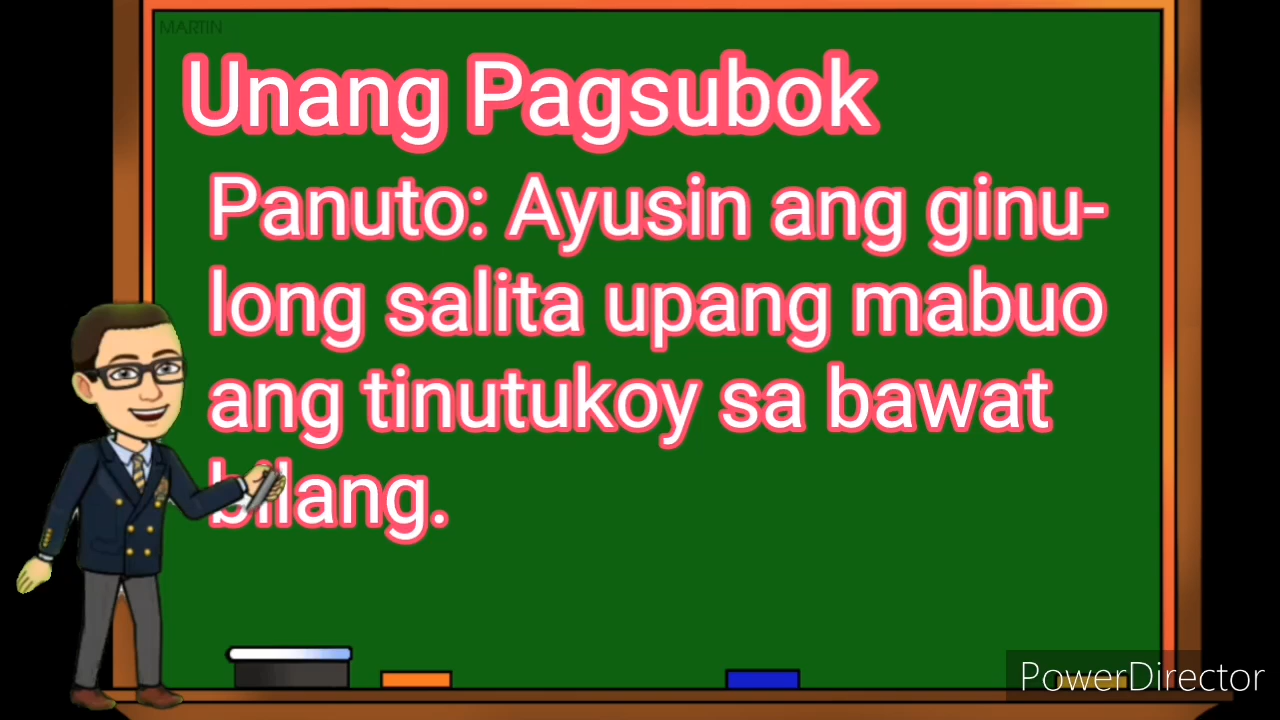 MARTIN
Unang Pagsubok
Panuto: Ayusin ang ginu-
long salita upang mabuo
ang tinutukoy sa bawat
bilang.
PowerDirector